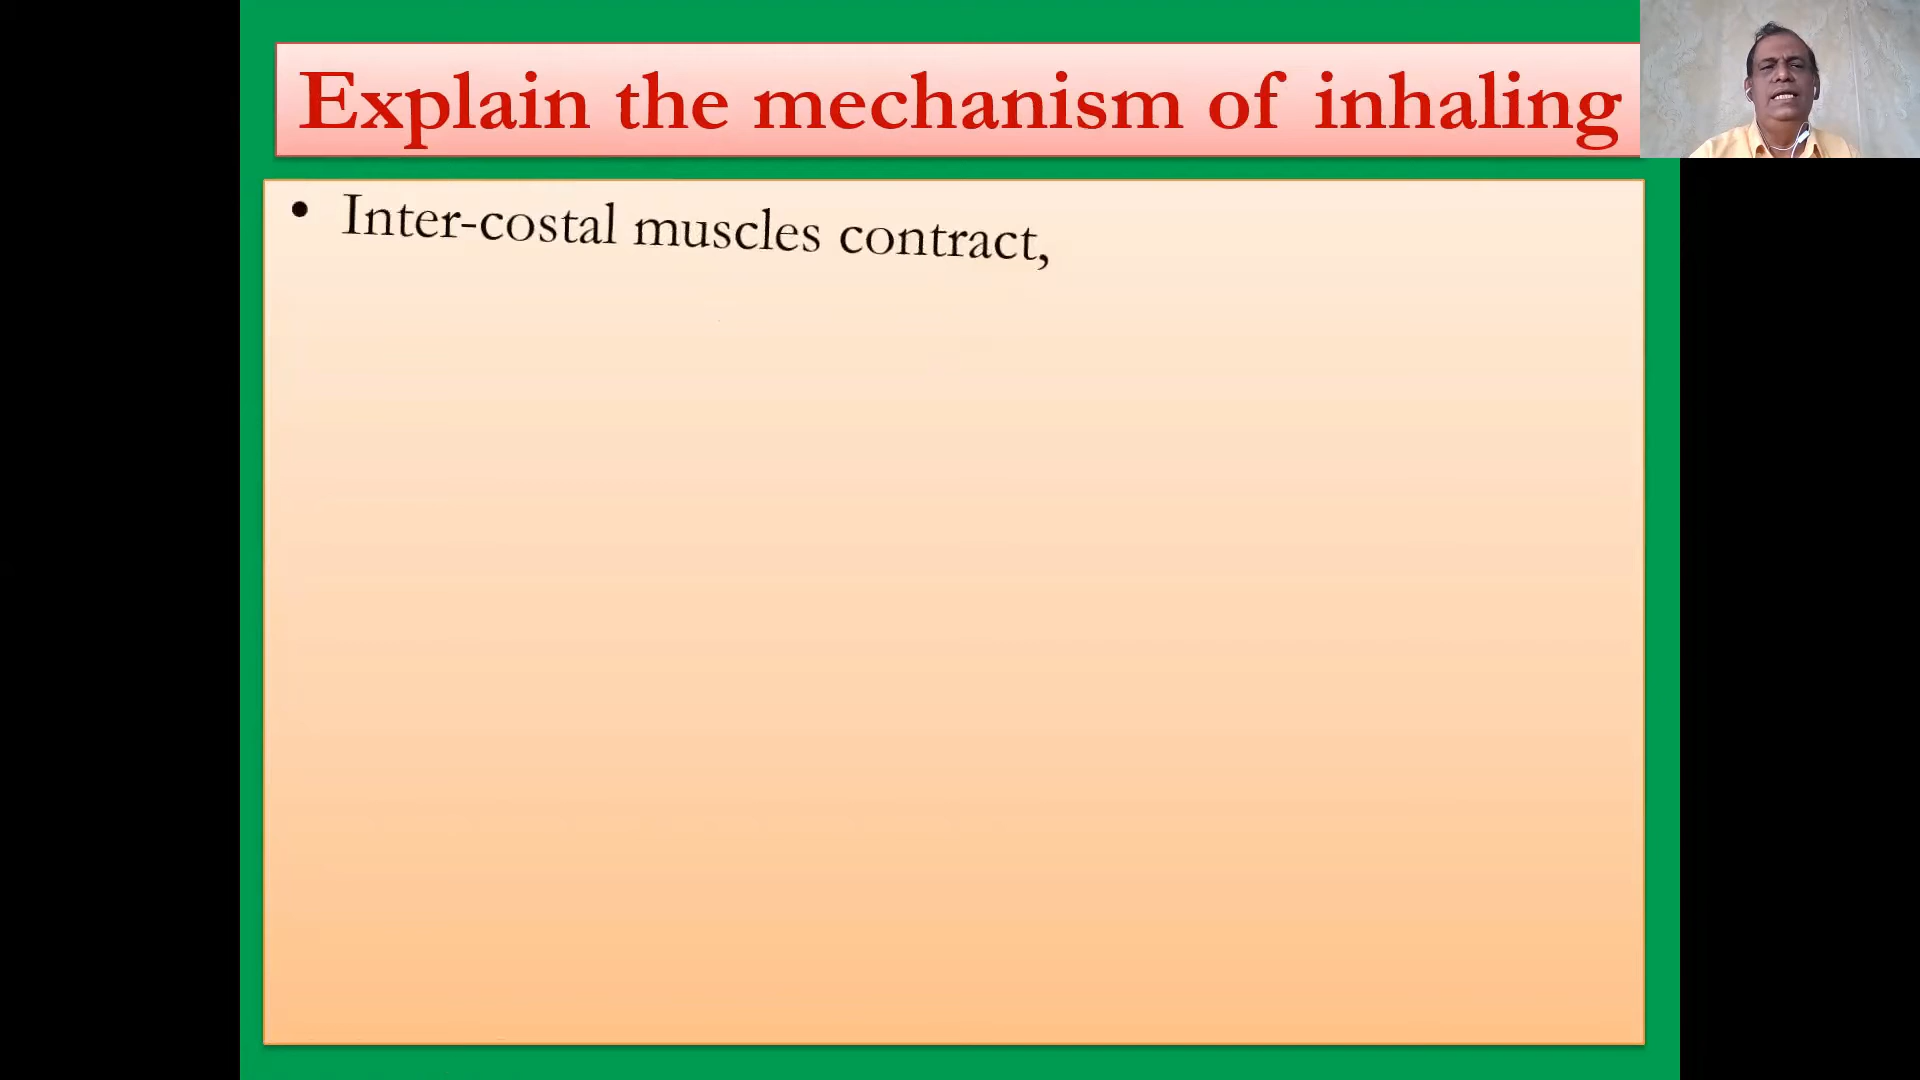 Explain the mechanism of inhaling
• Inter-costal muscles contract,